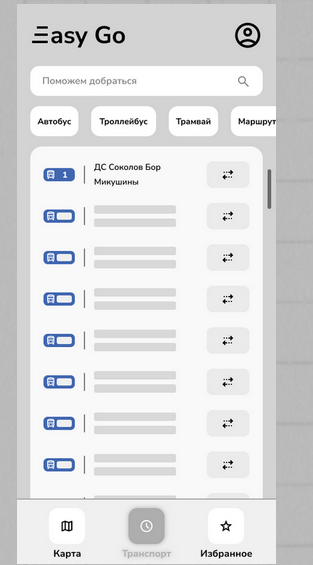 Easy Go
Поможем добраться
Автобус
Троллейбус
Трамвай
Маршрут
1
ДС Соколов Бор
Микушины
Карта
Транспорт
Избранное